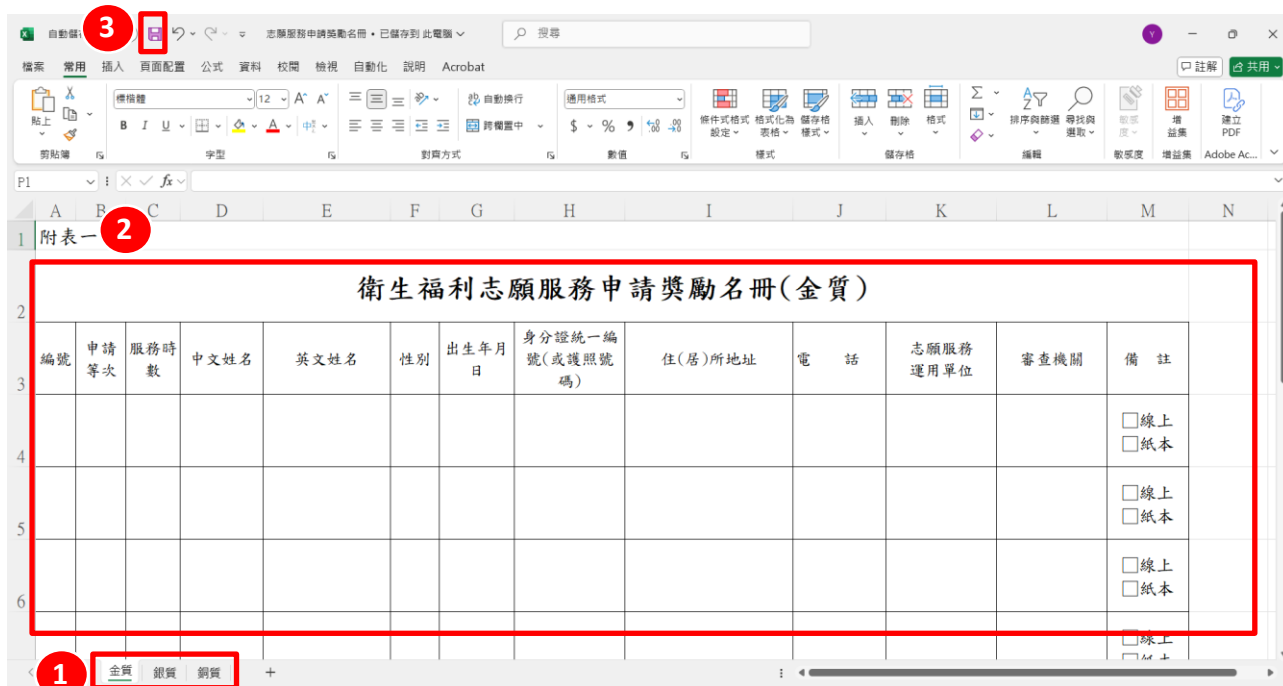 自動儲 3 志願服務申請獎勵名冊 • 已儲存到 此電腦 搜尋 Y
檔案 常用 插入 頁面配置 公式 資料 校閱 檢視 自動化 說明 Acrobat 註解 共用
貼上 標楷體 12 A^ Aˇ 自動換行 通用格式 條件式格式設定 格式化為表格 儲存格樣式 插入 刪除 格式 Σ 排序與篩選 尋找與選取 敏感度 增益集 建立 PDF
B I U A 中 跨欄置中 $ % 9
剪貼簿 字型 對齊方式 數值 樣式 儲存格 編輯 敏感度 增益集 Adobe Ac...
P1 fx
A B C D E F G H I J K L M N
1 附表一 2
2 衛生福利志願服務申請獎勵名冊(金質)
3 編號 申請等次 服務時數 中文姓名 英文姓名 性別 出生年月日 身分證統一編號(或護照號碼) 住(居)所地址 電 話 志願服務運用單位 審查機關 備 註
4 □線上
□紙本
5 □線上
□紙本
6 □線上
□紙本
□線上
1 金質 銀質 銅質 +